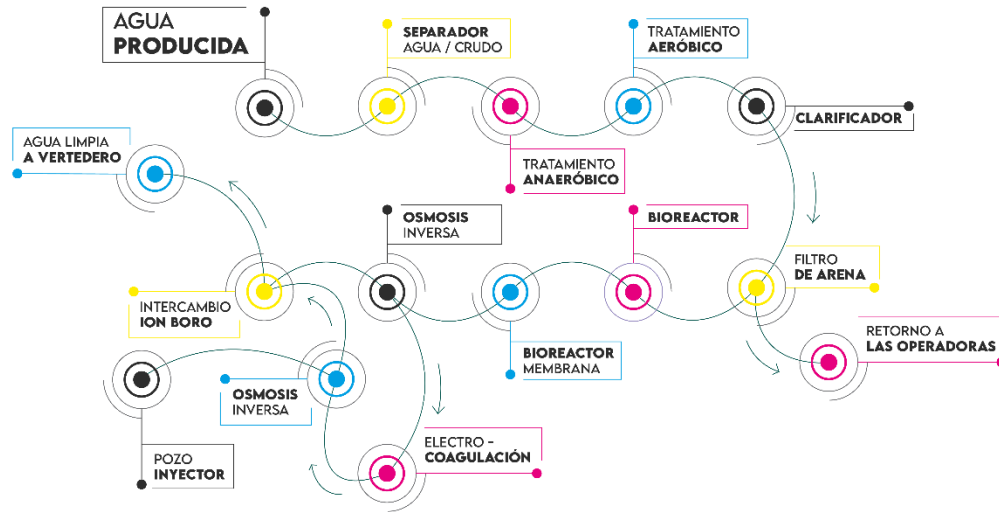 AGUA
PRODUCIDA
SEPARADOR
AGUA / CRUDO
TRATAMIENTO
AERÓBICO
CLARIFICADOR
TRATAMIENTO
ANAERÓBICO
AGUA LIMPIA
A VERTEDERO
OSMOSIS
INVERSA
BIOREACTOR
FILTRO
DE ARENA
INTERCAMBIO
ION BORO
BIOREACTOR
MEMBRANA
RETORNO A
LAS OPERADORAS
OSMOSIS
INVERSA
POZO
INYECTOR
ELECTRO -
COAGULACIÓN